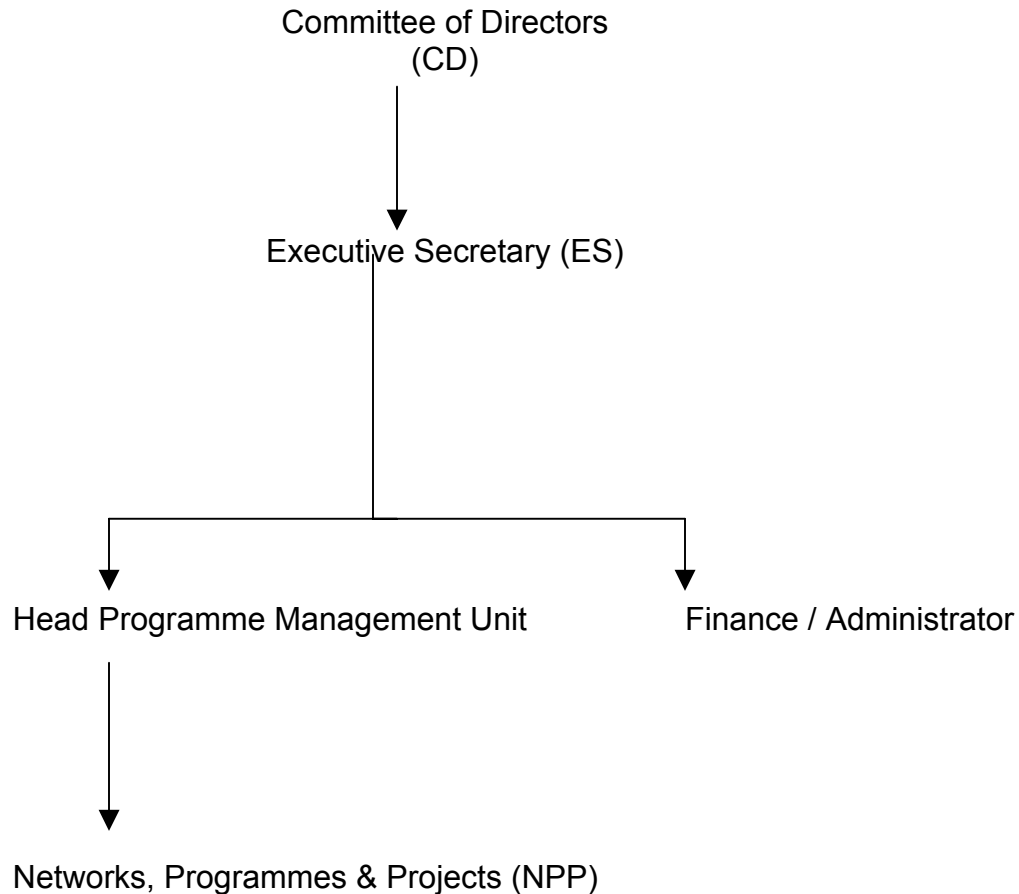 Committee of Directors
(CD)
Executive Secretary (ES)
Head Programme Management Unit
Finance / Administrator
Networks, Programmes & Projects (NPP)